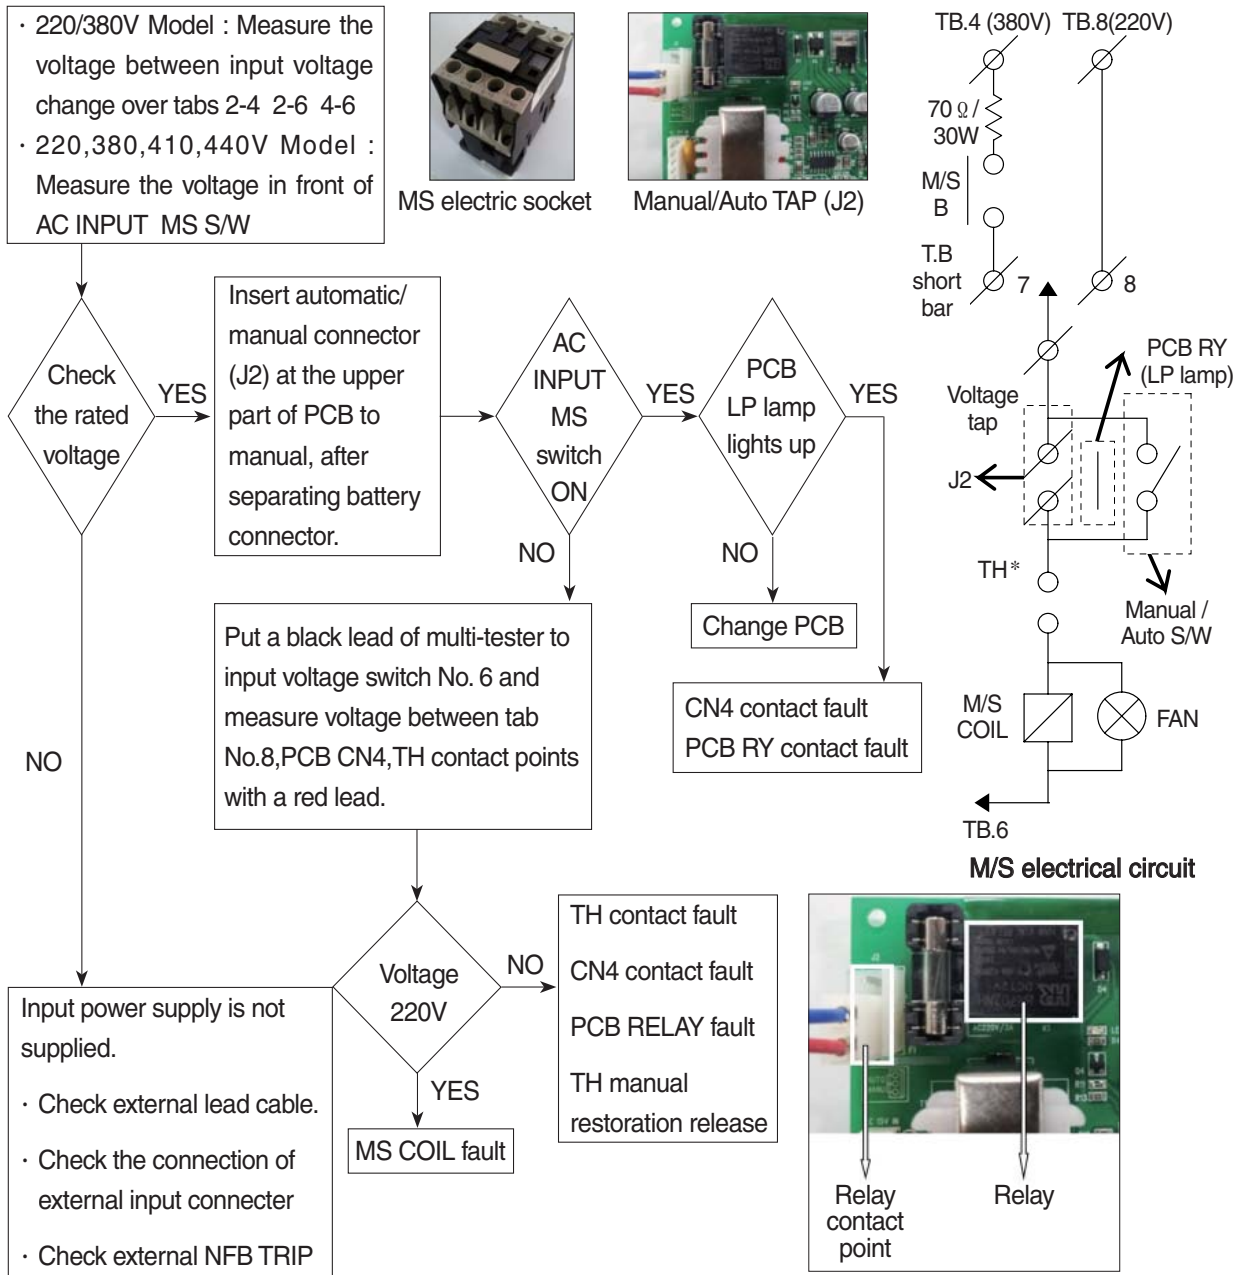 · 220/380V Model : Measure the
voltage between input voltage
change over tabs 2-4 2-6 4-6
· 220,380,410,440V Model :
Measure the voltage in front of
AC INPUT MS S/W
MS electric socket
Manual/Auto TAP (J2)
TB.4 (380V)
TB.8(220V)
70 Ω /
30W
M/S
B
T.B
short
bar
7
8
PCB RY
(LP lamp)
Voltage
tap
J2
TH*
Manual /
Auto S/W
M/S
COIL
FAN
TB.6
M/S electrical circuit
Check
the rated
voltage
YES
Insert automatic/
manual connector
(J2) at the upper
part of PCB to
manual, after
separating battery
connector.
AC
INPUT
MS
switch
ON
YES
PCB
LP lamp
lights up
YES
NO
NO
NO
Change PCB
CN4 contact fault
PCB RY contact fault
Put a black lead of multi-tester to
input voltage switch No. 6 and
measure voltage between tab
No.8,PCB CN4,TH contact points
with a red lead.
Voltage
220V
NO
YES
MS COIL fault
TH contact fault
CN4 contact fault
PCB RELAY fault
TH manual
restoration release
Input power supply is not
supplied.
· Check external lead cable.
· Check the connection of
external input connecter
· Check external NFB TRIP
Relay
contact
point
Relay